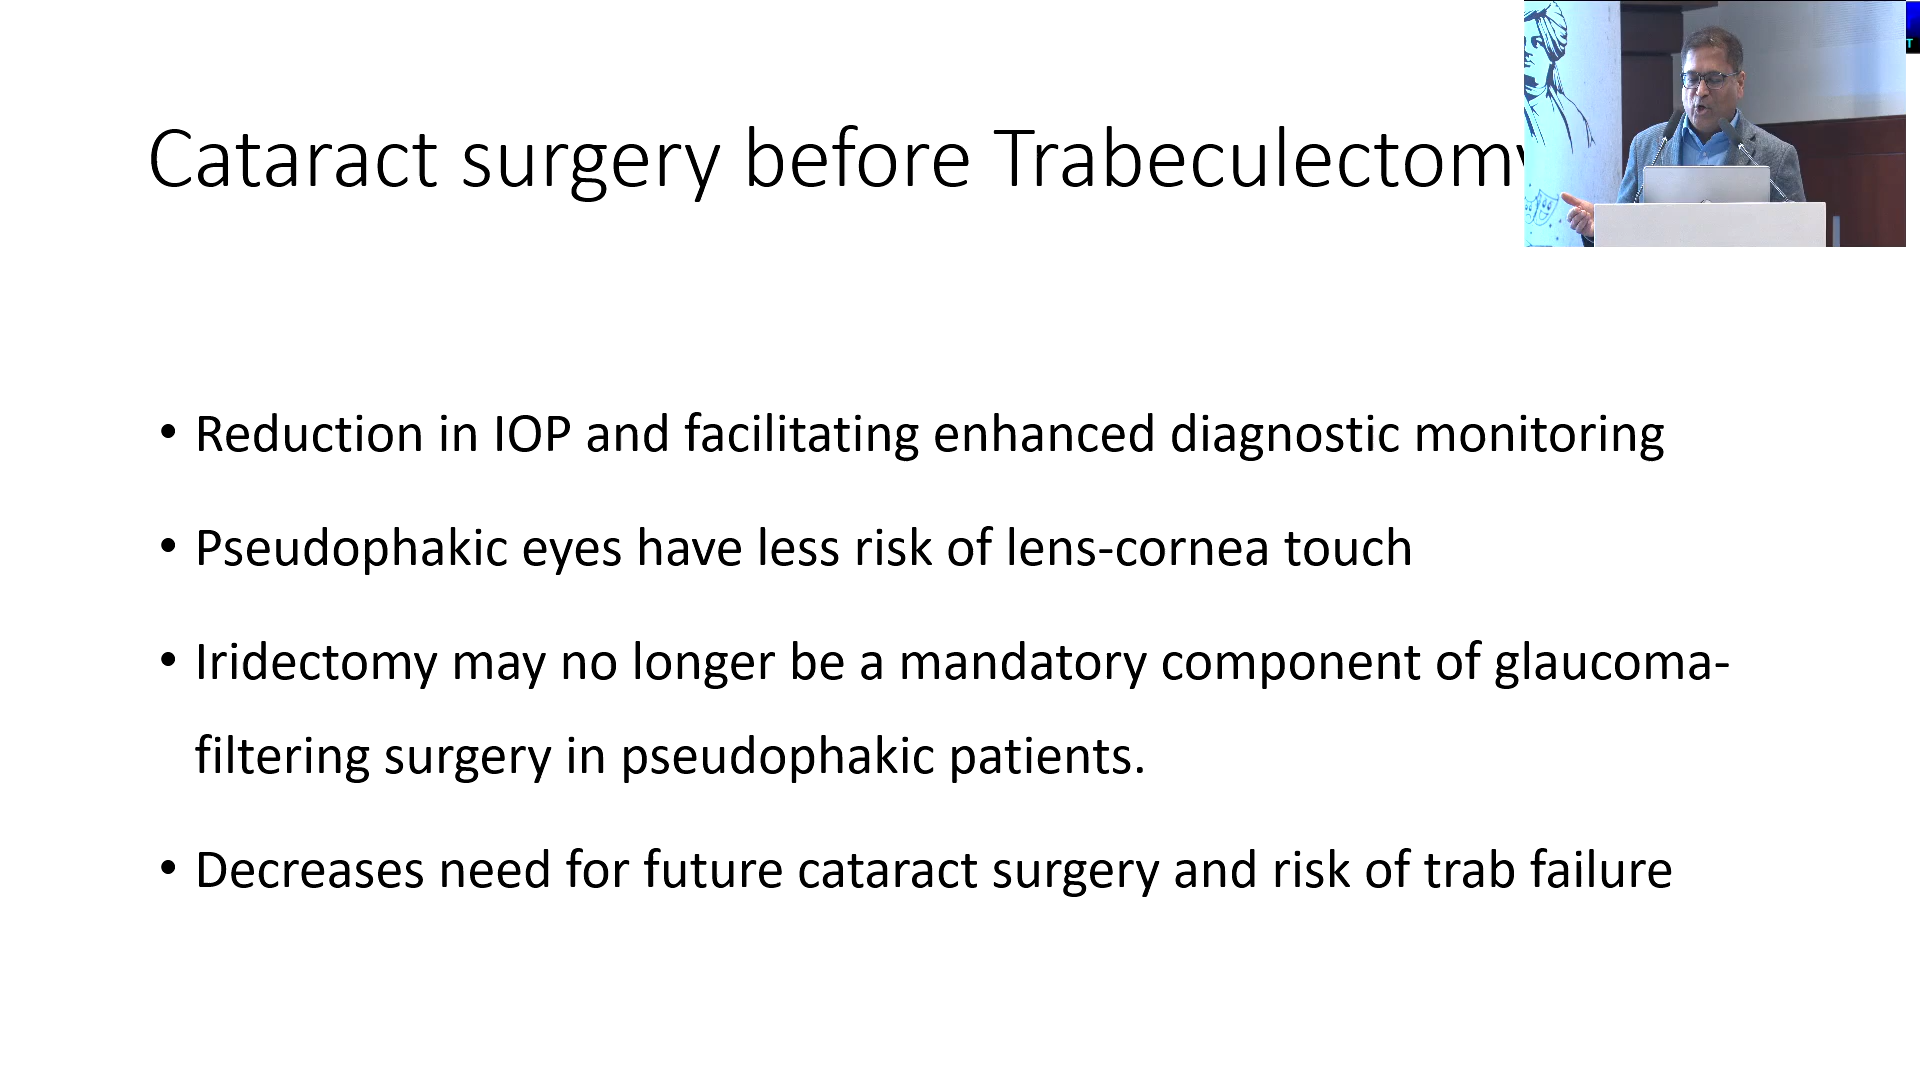 Cataract surgery before Trabeculectomy
• Reduction in IOP and facilitating enhanced diagnostic monitoring
• Pseudophakic eyes have less risk of lens-cornea touch
• Iridectomy may no longer be a mandatory component of glaucoma-
filtering surgery in pseudophakic patients.
• Decreases need for future cataract surgery and risk of trab failure
T